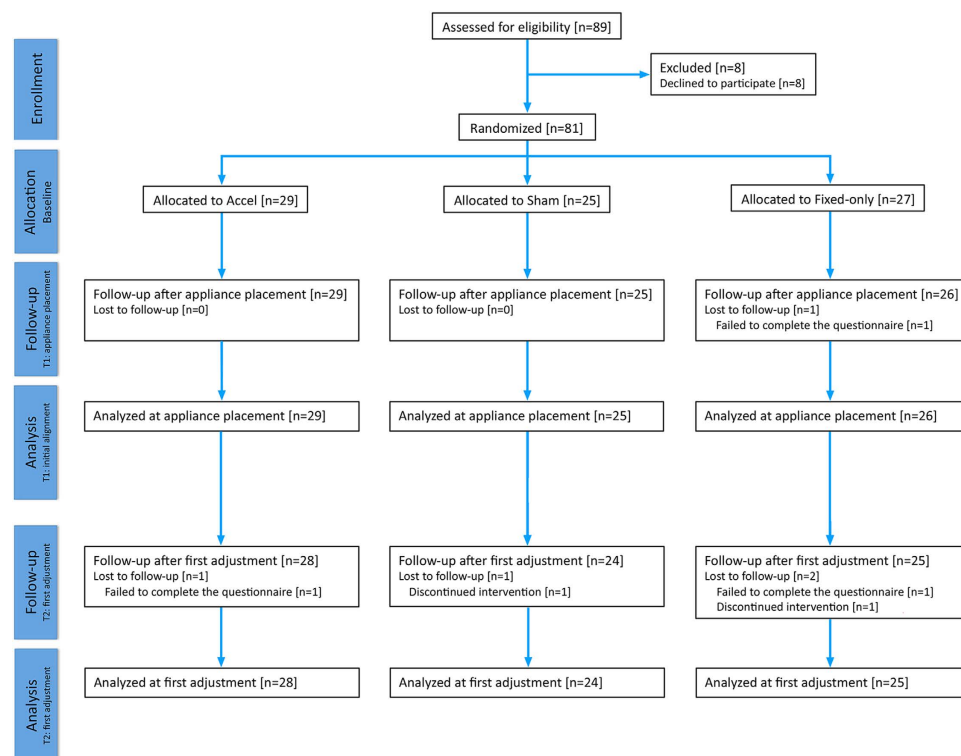 Assessed for eligibility [n=89]
Enrollment
Excluded [n=8]
Declined to participate [n=8]
Randomized [n=81]
Allocation
Baseline
Allocated to Accel [n=29]
Allocated to Sham [n=25]
Allocated to Fixed-only [n=27]
Follow-up
T1: appliance placement
Follow-up after appliance placement [n=29]
Lost to follow-up [n=0]
Follow-up after appliance placement [n=25]
Lost to follow-up [n=0]
Follow-up after appliance placement [n=26]
Lost to follow-up [n=1]
Failed to complete the questionnaire [n=1]
Analysis
T1: initial alignment
Analyzed at appliance placement [n=29]
Analyzed at appliance placement [n=25]
Analyzed at appliance placement [n=26]
Follow-up
T2: first adjustment
Follow-up after first adjustment [n=28]
Lost to follow-up [n=1]
Failed to complete the questionnaire [n=1]
Follow-up after first adjustment [n=24]
Lost to follow-up [n=1]
Discontinued intervention [n=1]
Follow-up after first adjustment [n=25]
Lost to follow-up [n=2]
Failed to complete the questionnaire [n=1]
Discontinued intervention [n=1]
Analysis
T2: first adjustment
Analyzed at first adjustment [n=28]
Analyzed at first adjustment [n=24]
Analyzed at first adjustment [n=25]